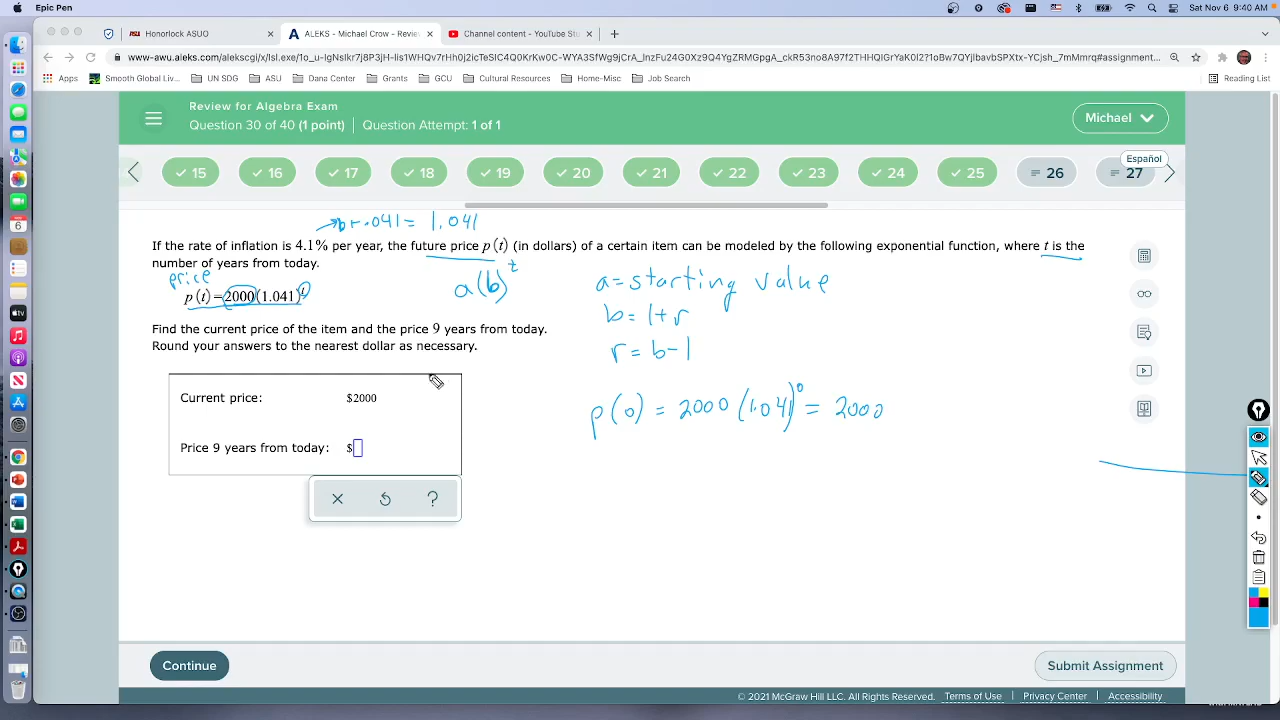 Epic Pen
Sat Nov 6 9:40 AM
Honorlock ASUO
ALEKS - Michael Crow - Revie
Channel content - YouTube Stu
Apps
Smooth Global Liv...
UN SDG
ASU
Dana Center
Grants
GCU
Cultural Resources
Home-Misc
Job Search
Reading List
Review for Algebra Exam
Question 30 of 40 (1 point) | Question Attempt: 1 of 1
Michael
Español
15
16
17
18
19
20
21
22
23
24
25
26
27
= 1.041
If the rate of inflation is 4.1% per year, the future price p(t) (in dollars) of a certain item can be modeled by the following exponential function, where t is the
number of years from today.
price
a(b)^t
a = starting value
p(t)=2000(1.041)^t
b = 1+r
Find the current price of the item and the price 9 years from today.
Round your answers to the nearest dollar as necessary.
r = b-1
Current price: $2000
p(0) = 2000 (1.041)^0 = 2000
Price 9 years from today: $
?
Continue
Submit Assignment
© 2021 McGraw Hill LLC. All Rights Reserved. Terms of Use | Privacy Center | Accessibility